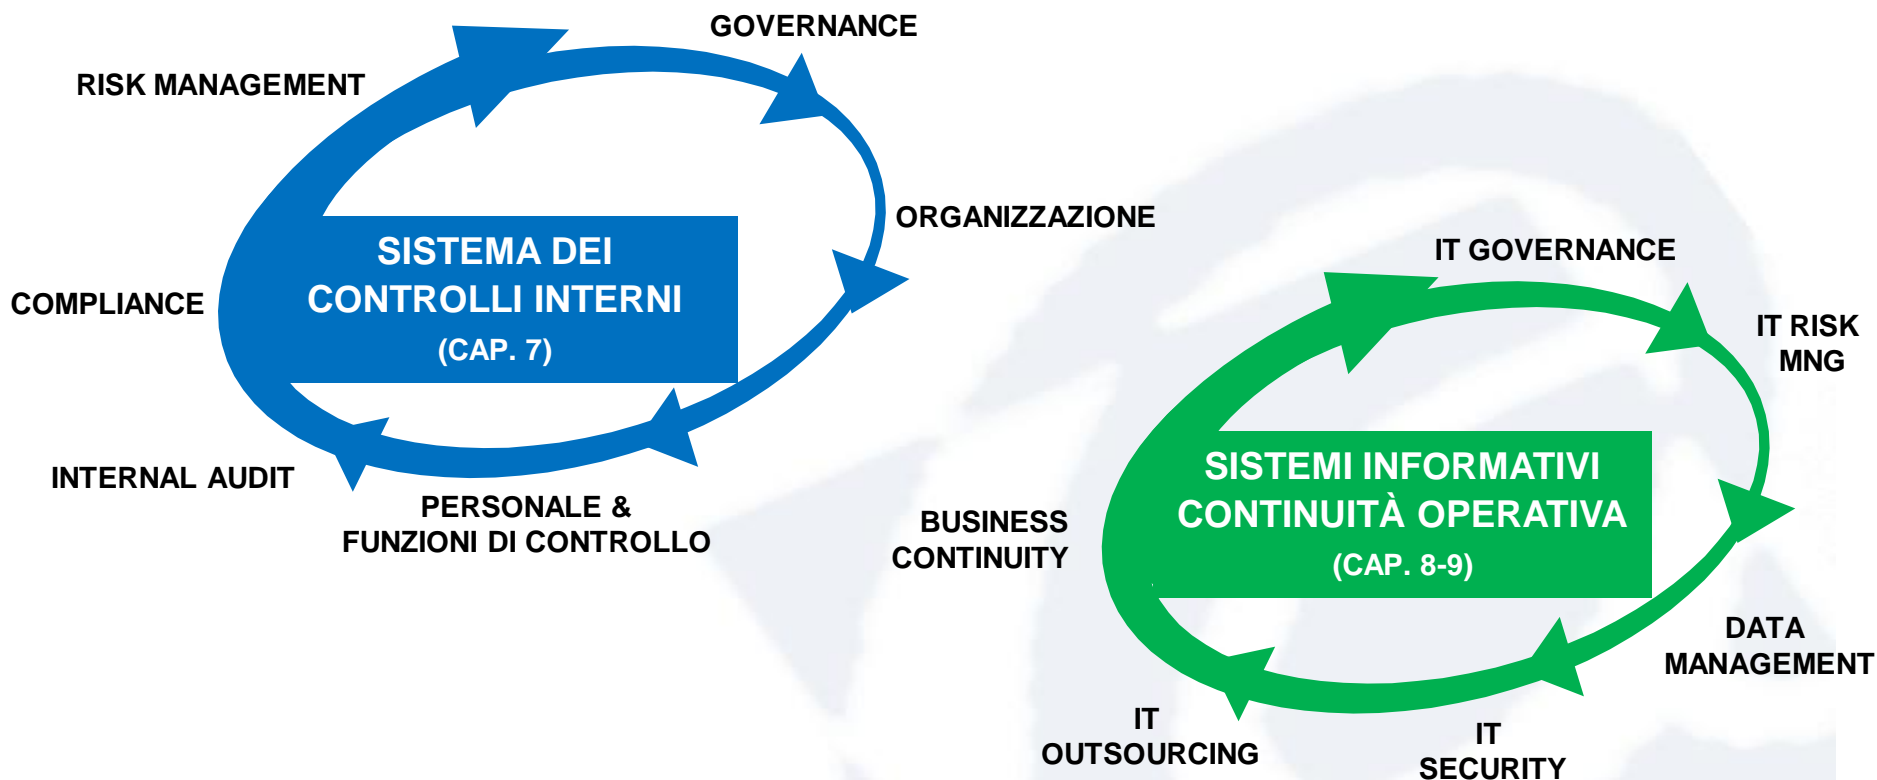 GOVERNANCE
RISK MANAGEMENT
ORGANIZZAZIONE
SISTEMA DEI
CONTROLLI INTERNI
(CAP. 7)
COMPLIANCE
INTERNAL AUDIT
PERSONALE &
FUNZIONI DI CONTROLLO
IT GOVERNANCE
IT RISK
MNG
SISTEMI INFORMATIVI
CONTINUITÀ OPERATIVA
(CAP. 8-9)
BUSINESS
CONTINUITY
DATA
MANAGEMENT
IT
OUTSOURCING
IT
SECURITY